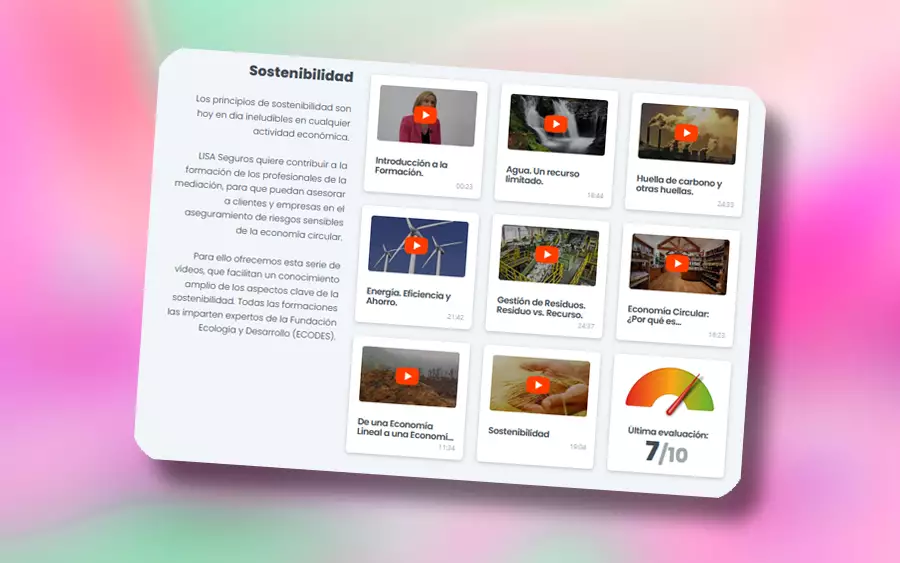 Sostenibilidad
Los principios de sostenibilidad son
hoy en día ineludibles en cualquier
actividad económica.
LISA Seguros quiere contribuir a la
formación de los profesionales de la
mediación, para que puedan asesorar
a clientes y empresas en el
aseguramiento de riesgos sensibles
de la economía circular.
Para ello ofrecemos esta serie de
vídeos, que facilitan un conocimiento
amplio de los aspectos clave de la
sostenibilidad. Todas las formaciones
las imparten expertos de la Fundación
Ecología y Desarrollo (ECODES).
Introducción a la
Formación.
00:23
Agua. Un recurso
limitado.
18:44
Huella de carbono y
otras huellas.
24:33
Energía. Eficiencia y
Ahorro.
21:42
Gestión de Residuos.
Residuo vs. Recurso.
24:37
Economía Circular:
¿Por qué es...
18:25
De una Economía
Lineal a una Economí...
11:24
Sostenibilidad
Última evaluación:
7/10